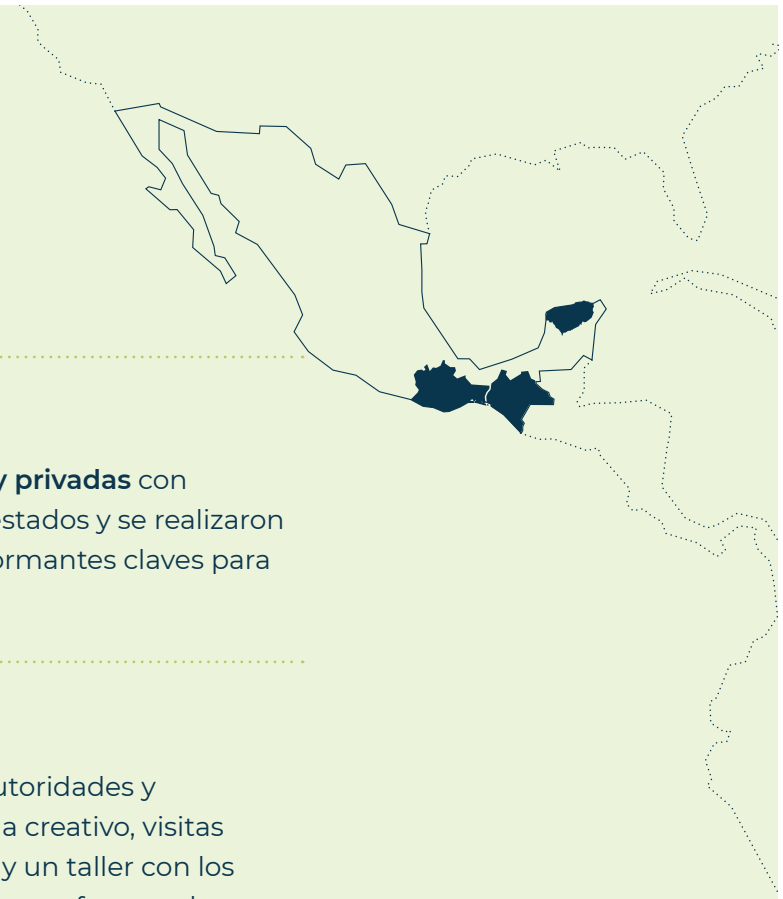 y privadas con
estados y se realizaron
ormantes claves para
utoridades y
a creativo, visitas
y un taller con los